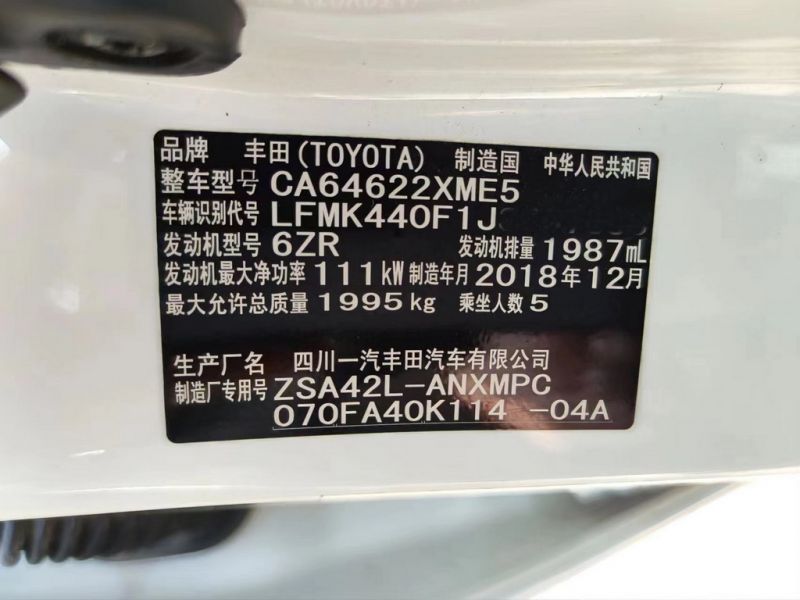 品牌 丰田(TOYOTA) 制造国 中华人民共和国
整车型号 CA64622XME5
车辆识别代号 LFMK440F1J
发动机型号 6ZR 发动机排量 1987mL
发动机最大净功率 111kW 制造年月 2018年12月
最大允许总质量 1995kg 乘坐人数 5
生产厂名 四川一汽丰田汽车有限公司
制造厂专用号 ZSA42L-ANXMPC
070FA40K114 -04A